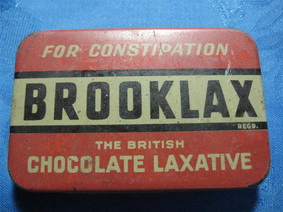 FOR CONSTIPATION
BROOKLAX
REGD.
THE BRITISH
CHOCOLATE LAXATIVE